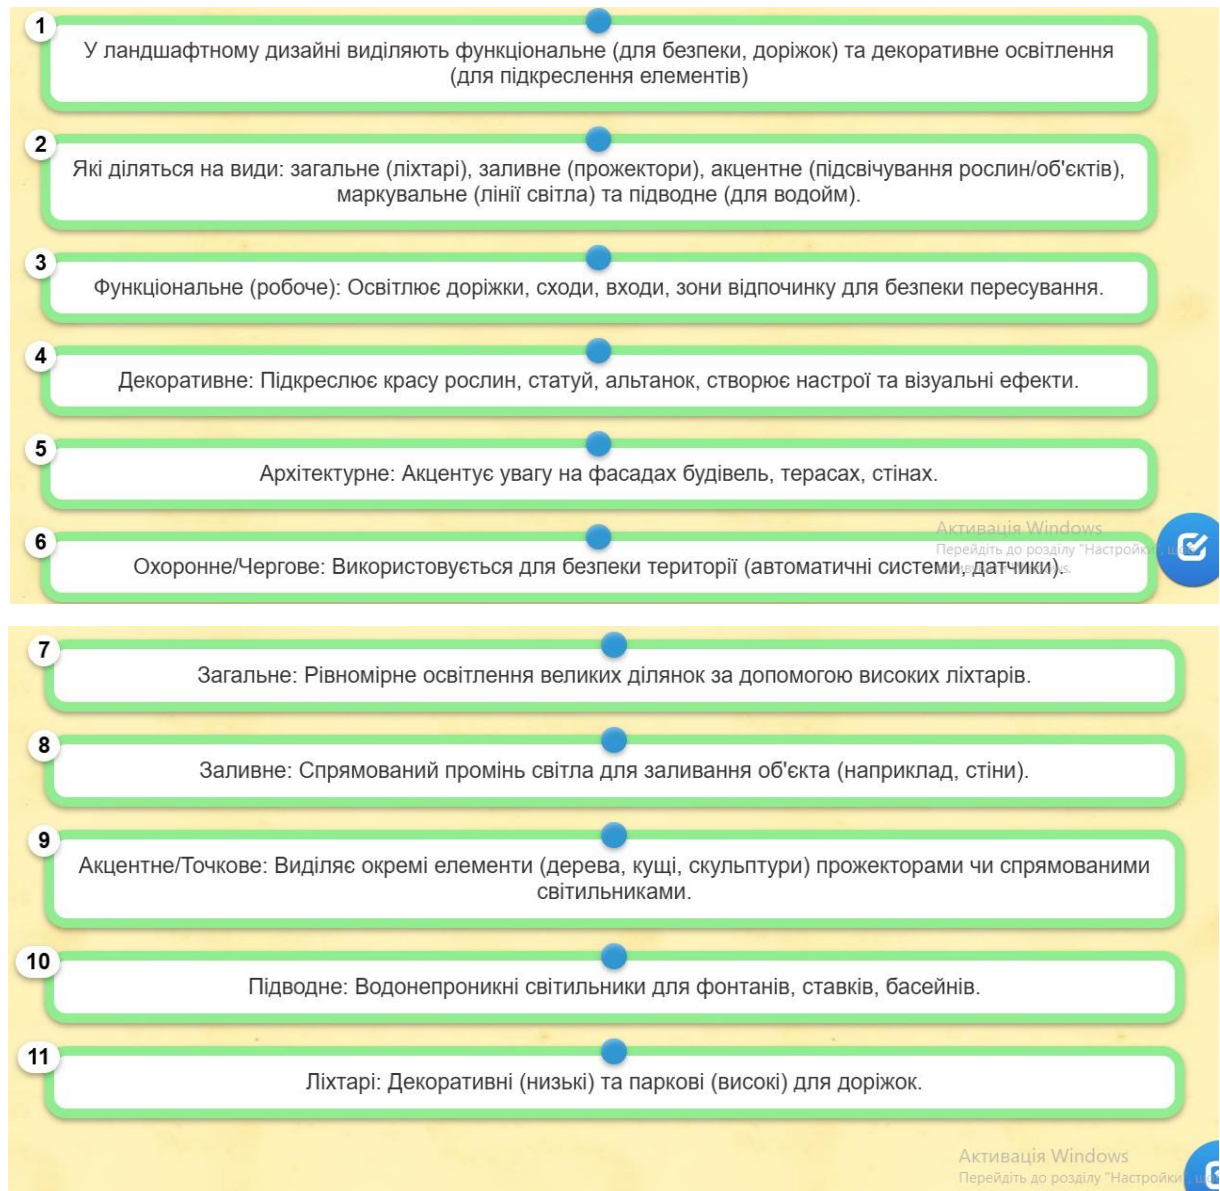 1
У ландшафтному дизайні виділяють функціональне (для безпеки, доріжок) та декоративне освітлення
(для підкреслення елементів)
2
Які діляться на види: загальне (ліхтарі), заливне (прожектори), акцентне (підсвічування рослин/об'єктів),
маркувальне (лінії світла) та підводне (для водойм).
3
Функціональне (робоче): Освітлює доріжки, сходи, входи, зони відпочинку для безпеки пересування.
4
Декоративне: Підкреслює красу рослин, статуй, альтанок, створює настрої та візуальні ефекти.
5
Архітектурне: Акцентує увагу на фасадах будівель, терасах, стінах.
Активація Windows
Перейдіть до розділу "Настройки",
6
Охоронне/Чергове: Використовується для безпеки території (автоматичні системи, датчики).
7
Загальне: Рівномірне освітлення великих ділянок за допомогою високих ліхтарів.
8
Заливне: Спрямований промінь світла для заливання об'єкта (наприклад, стіни).
9
Акцентне/Точкове: Виділяє окремі елементи (дерева, кущі, скульптури) прожекторами чи спрямованими
світильниками.
10
Підводне: Водонепроникні світильники для фонтанів, ставків, басейнів.
11
Ліхтарі: Декоративні (низькі) та паркові (високі) для доріжок.
Активація Windows
Перейдіть до розділу "Настройки",